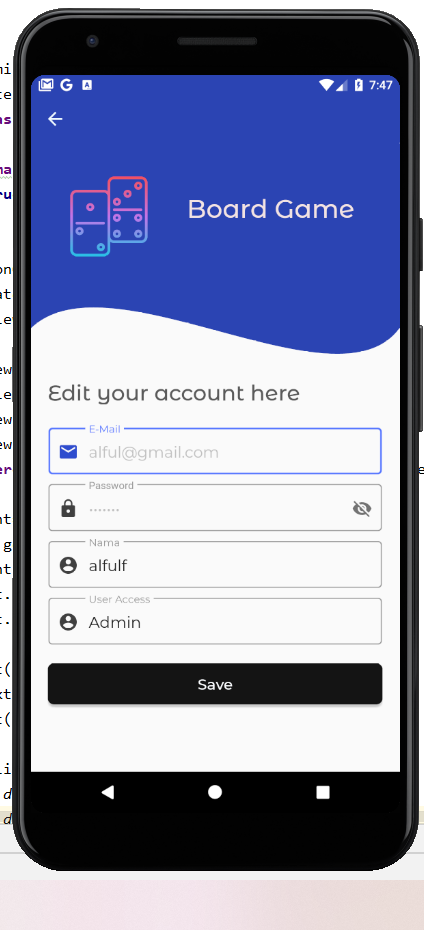 7:47
Board Game
Edit your account here
E-Mail
alful@gmail.com
Password
·······
Nama
alfulf
User Access
Admin
Save